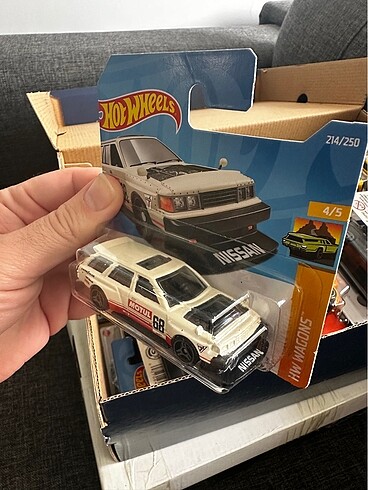 HOT WHEELS
214/250
4/5
NISSAN
MOTUL
68
NISSAN
HW WAGONS